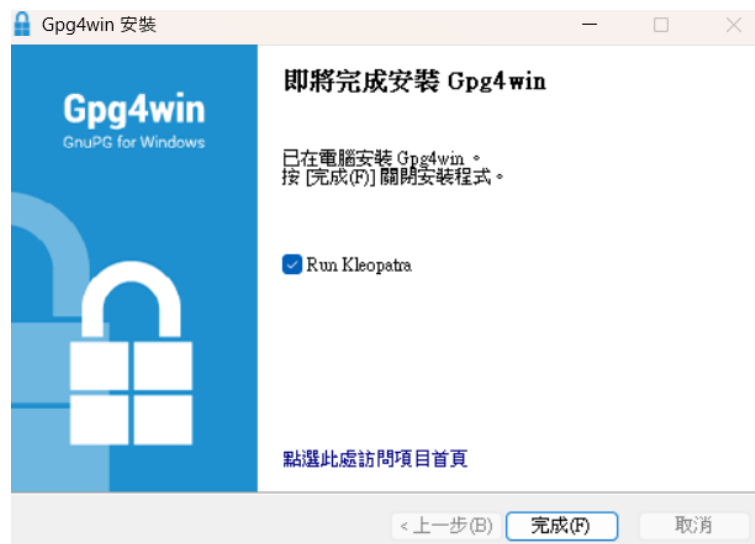 Gpg4win 安裝
Gpg4win
GnuPG for Windows
即將完成安裝 Gpg4win
已在電腦安裝 Gpg4win。
按 [完成(F)] 關閉安裝程式。
Run Kleopatra
點選此處訪問項目首頁
<上一步(B)
完成(F)
取消